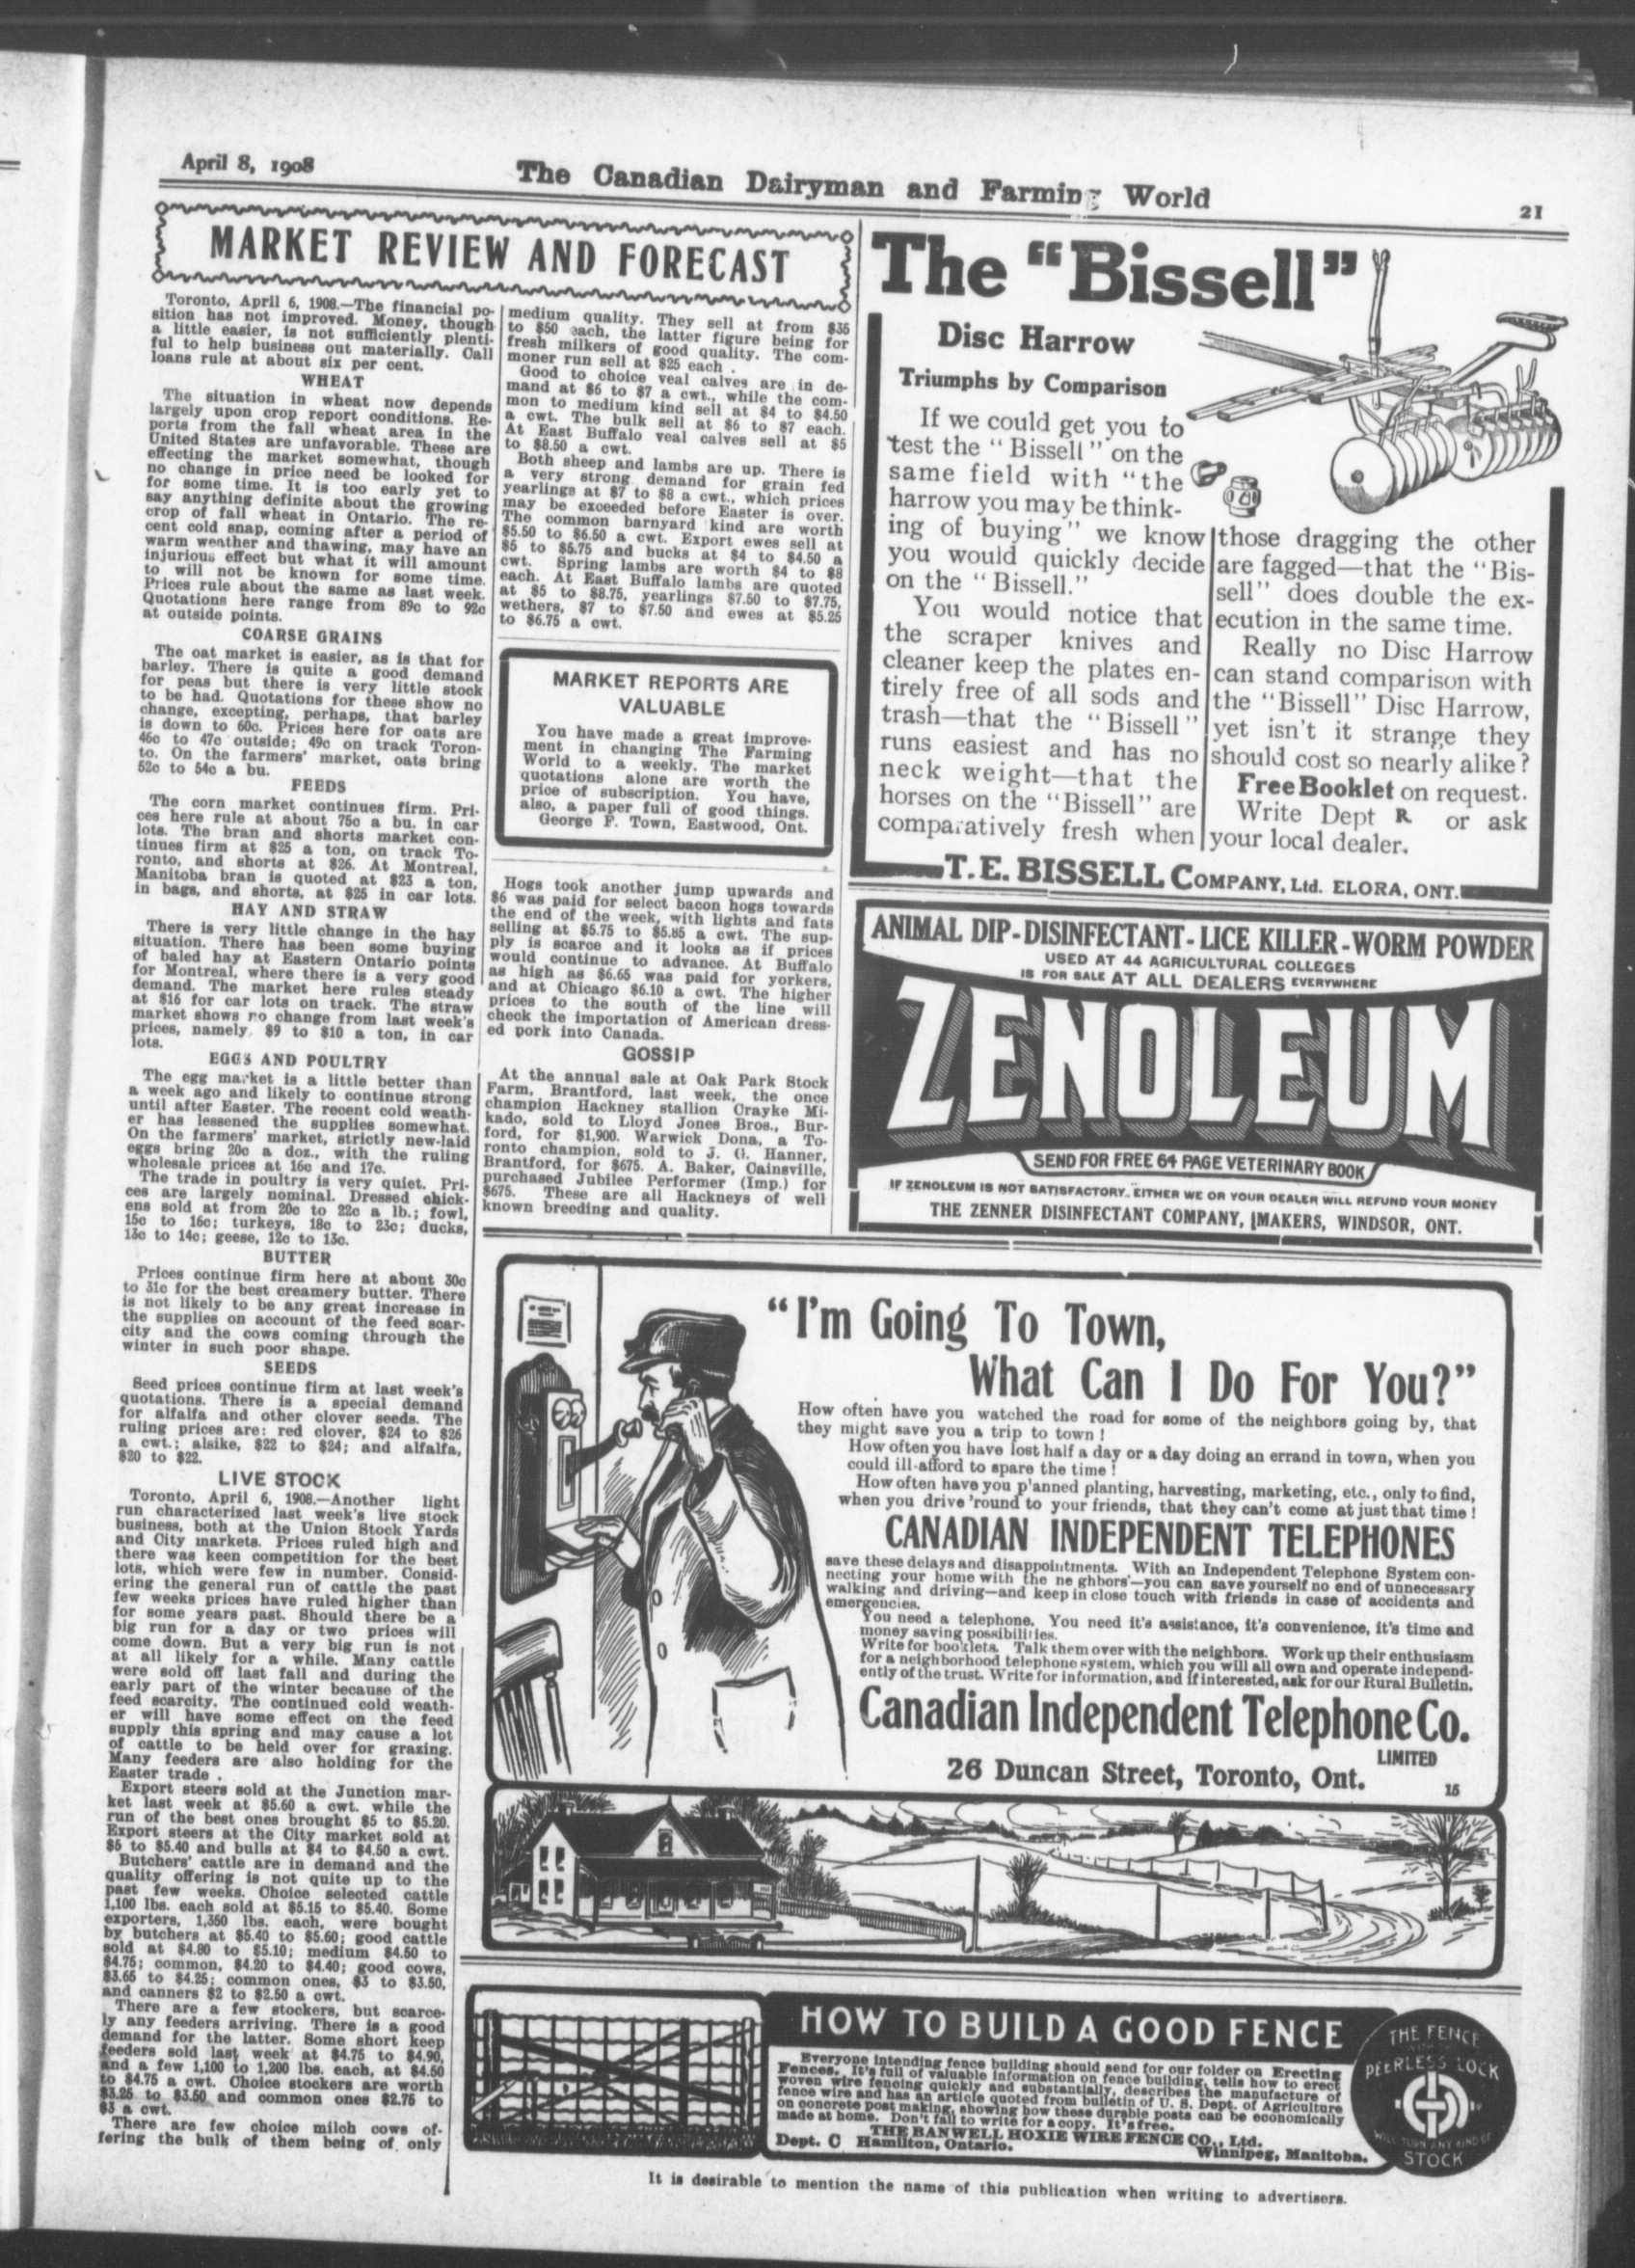 April 8, 1908
The Canadian Dairyman and Farming World
21
MARKET REVIEW AND FORECAST
Toronto, April 6, 1908.—The financial po-
sition has not improved. Money, though
a little easier, is not sufficiently plenti-
ful to help business out materially. Call
loans rule at about six per cent.
WHEAT
The situation in wheat now depends
largely upon crop report conditions. Re-
ports from the fall wheat area in the
United States are unfavorable. These are
effecting the market somewhat, though
no change in price need be looked for
for some time. It is too early yet to
say anything definite about the growing
crop of fall wheat in Ontario. The re-
cent cold snap, coming after a period of
warm weather and thawing, may have an
injurious effect but what it will amount
to will not be known for some time.
Prices rule about the same as last week.
Quotations here range from 89c to 92c
at outside points.
COARSE GRAINS
The oat market is easier, as is that for
barley. There is quite a good demand
for peas but there is very little stock
to be had. Quotations for these show no
change, excepting, perhaps, that barley
is down to 60c. Prices here for oats are
46c to 47c outside; 49c on track Toron-
to. On the farmers' market, oats bring
52c to 54c a bu.
FEEDS
The corn market continues firm. Pri-
ces here rule at about 75c a bu. in car
lots. The bran and shorts market con-
tinues firm at $25 a ton, on track To-
ronto, and shorts at $26. At Montreal,
Manitoba bran is quoted at $23 a ton,
in bags, and shorts, at $25 in car lots.
HAY AND STRAW
There is very little change in the hay
situation. There has been some buying
of baled hay at Eastern Ontario points
for Montreal, where there is a very good
demand. The market here rules steady
at $16 for car lots on track. The straw
market shows no change from last week's
prices, namely, $9 to $10 a ton, in car
lots.
EGGS AND POULTRY
The egg market is a little better than
a week ago and likely to continue strong
until after Easter. The recent cold weath-
er has lessened the supplies somewhat.
On the farmers' market, strictly new-laid
eggs bring 20c a doz., with the ruling
wholesale prices at 16c and 17c.
The trade in poultry is very quiet. Pri-
ces are largely nominal. Dressed chick-
ens sold at from 20c to 22c a lb.; fowl,
15c to 16c; turkeys, 18c to 23c; ducks,
13c to 14c; geese, 12c to 13c.
BUTTER
Prices continue firm here at about 30c
to 31c for the best creamery butter. There
is not likely to be any great increase in
the supplies on account of the feed scar-
city and the cows coming through the
winter in such poor shape.
SEEDS
Seed prices continue firm at last week's
quotations. There is a special demand
for alfalfa and other clover seeds. The
ruling prices are: red clover, $24 to $26
a cwt.; alsike, $22 to $24; and alfalfa,
$20 to $22.
LIVE STOCK
Toronto, April 6, 1908.—Another light
run characterized last week's live stock
business, both at the Union Stock Yards
and City markets. Prices ruled high and
there was keen competition for the best
lots, which were few in number. Consid-
ering the general run of cattle the past
few weeks prices have ruled higher than
for some years past. Should there be a
big run for a day or two prices will
come down. But a very big run is not
at all likely for a while. Many cattle
were sold off last fall and during the
early part of the winter because of the
feed scarcity. The continued cold weath-
er will have some effect on the feed
supply this spring and may cause a lot
of cattle to be held over for grazing.
Many feeders are also holding for the
Easter trade .
Export steers sold at the Junction mar-
ket last week at $5.60 a cwt. while the
run of the best ones brought $5 to $5.20.
Export steers at the City market sold at
$5 to $5.40 and bulls at $4 to $4.50 a cwt.
Butchers' cattle are in demand and the
quality offering is not quite up to the
past few weeks. Choice selected cattle
1,100 lbs. each sold at $5.15 to $5.40. Some
exporters, 1,350 lbs. each, were bought
by butchers at $5.40 to $5.60; good cattle
sold at $4.80 to $5.10; medium $4.50 to
$4.75; common, $4.20 to $4.40; good cows,
$3.65 to $4.25; common ones, $3 to $3.50,
and canners $2 to $2.50 a cwt.
There are a few stockers, but scarce-
ly any feeders arriving. There is a good
demand for the latter. Some short keep
feeders sold last week at $4.75 to $4.90,
and a few 1,100 to 1,200 lbs. each, at $4.50
to $4.75 a cwt. Choice stockers are worth
$3.25 to $3.50 and common ones $2.75 to
$3 a cwt.
There are few choice milch cows of-
fering the bulk of them being of only
medium quality. They sell at from $35
to $50 each, the latter figure being for
fresh milkers of good quality. The com-
moner run sell at $25 each .
Good to choice veal calves are in de-
mand at $6 to $7 a cwt., while the com-
mon to medium kind sell at $4 to $4.50
a cwt. The bulk sell at $6 to $7 each.
At East Buffalo veal calves sell at $5
to $8.50 a cwt.
Both sheep and lambs are up. There is
a very strong demand for grain fed
yearlings at $7 to $8 a cwt., which prices
may be exceeded before Easter is over.
The common barnyard kind are worth
$5.50 to $6.50 a cwt. Export ewes sell at
$5 to $5.75 and bucks at $4 to $4.50 a
cwt. Spring lambs are worth $4 to $8
each. At East Buffalo lambs are quoted
at $5 to $8.75, yearlings $7.50 to $7.75,
wethers, $7 to $7.50 and ewes at $5.25
to $6.75 a cwt.
MARKET REPORTS ARE
VALUABLE
You have made a great improve-
ment in changing The Farming
World to a weekly. The market
quotations alone are worth the
price of subscription. You have,
also, a paper full of good things.
George F. Town, Eastwood, Ont.
Hogs took another jump upwards and
$6 was paid for select bacon hogs towards
the end of the week, with lights and fats
selling at $5.75 to $5.85 a cwt. The sup-
ply is scarce and it looks as if prices
would continue to advance. At Buffalo
as high as $6.65 was paid for yorkers,
and at Chicago $6.10 a cwt. The higher
prices to the south of the line will
check the importation of American dress-
ed pork into Canada.
GOSSIP
At the annual sale at Oak Park Stock
Farm, Brantford, last week, the once
champion Hackney stallion Crayke Mi-
kado, sold to Lloyd Jones Bros., Bur-
ford, for $1,900. Warwick Dona, a To-
ronto champion, sold to J. O. Hanner,
Brantford, for $675. A. Baker, Cainsville,
purchased Jubilee Performer (Imp.) for
$675. These are all Hackneys of well
known breeding and quality.
The "Bissell"
Disc Harrow
Triumphs by Comparison
If we could get you to
test the "Bissell" on the
same field with "the
harrow you may be think-
ing of buying" we know
you would quickly decide
on the "Bissell."
You would notice that
the scraper knives and
cleaner keep the plates en-
tirely free of all sods and
trash—that the "Bissell"
runs easiest and has no
neck weight—that the
horses on the "Bissell" are
comparatively fresh when
those dragging the other
are fagged—that the "Bis-
sell" does double the ex-
ecution in the same time.
Really no Disc Harrow
can stand comparison with
the "Bissell" Disc Harrow,
yet isn't it strange they
should cost so nearly alike?
Free Booklet on request.
Write Dept R or ask
your local dealer.
T. E. BISSELL COMPANY, Ltd. ELORA, ONT.
ANIMAL DIP-DISINFECTANT-LICE KILLER-WORM POWDER
USED AT 44 AGRICULTURAL COLLEGES
IS FOR SALE AT ALL DEALERS EVERYWHERE
ZENOLEUM
SEND FOR FREE 64 PAGE VETERINARY BOOK
IF ZENOLEUM IS NOT SATISFACTORY. EITHER WE OR YOUR DEALER WILL REFUND YOUR MONEY
THE ZENNER DISINFECTANT COMPANY, MAKERS, WINDSOR, ONT.
"I'm Going To Town,
What Can I Do For You?"
How often have you watched the road for some of the neighbors going by, that
they might save you a trip to town!
How often you have lost half a day or a day doing an errand in town, when you
could ill-afford to spare the time!
How often have you p'anned planting, harvesting, marketing, etc., only to find,
when you drive 'round to your friends, that they can't come at just that time!
CANADIAN INDEPENDENT TELEPHONES
save these delays and disappointments. With an Independent Telephone System con-
necting your home with the ne ghbors'—you can save yourself no end of unnecessary
walking and driving—and keep in close touch with friends in case of accidents and
emergencies.
You need a telephone. You need it's assistance, it's convenience, it's time and
money saving possibilities.
Write for booklets. Talk them over with the neighbors. Work up their enthusiasm
for a neighborhood telephone system, which you will all own and operate independ-
ently of the trust. Write for information, and if interested, ask for our Rural Bulletin.
Canadian Independent Telephone Co.
LIMITED
26 Duncan Street, Toronto, Ont.
15
HOW TO BUILD A GOOD FENCE
Everyone intending fence building should send for our folder on Erecting
Fences. It's full of valuable information on fence building, tells how to erect
woven wire fencing quickly and substantially, describes the manufacture of
fence wire and has an article quoted from bulletin of U. S. Dept. of Agriculture
on concrete post making, showing how these durable posts can be economically
made at home. Don't fail to write for a copy. It's free.
THE BANWELL HOXIE WIRE FENCE CO., Ltd.
Dept. C Hamilton, Ontario. Winnipeg, Manitoba.
THE FENCE
PEERLESS LOCK
WILL TURN ANY KIND OF
STOCK
It is desirable to mention the name of this publication when writing to advertisers.